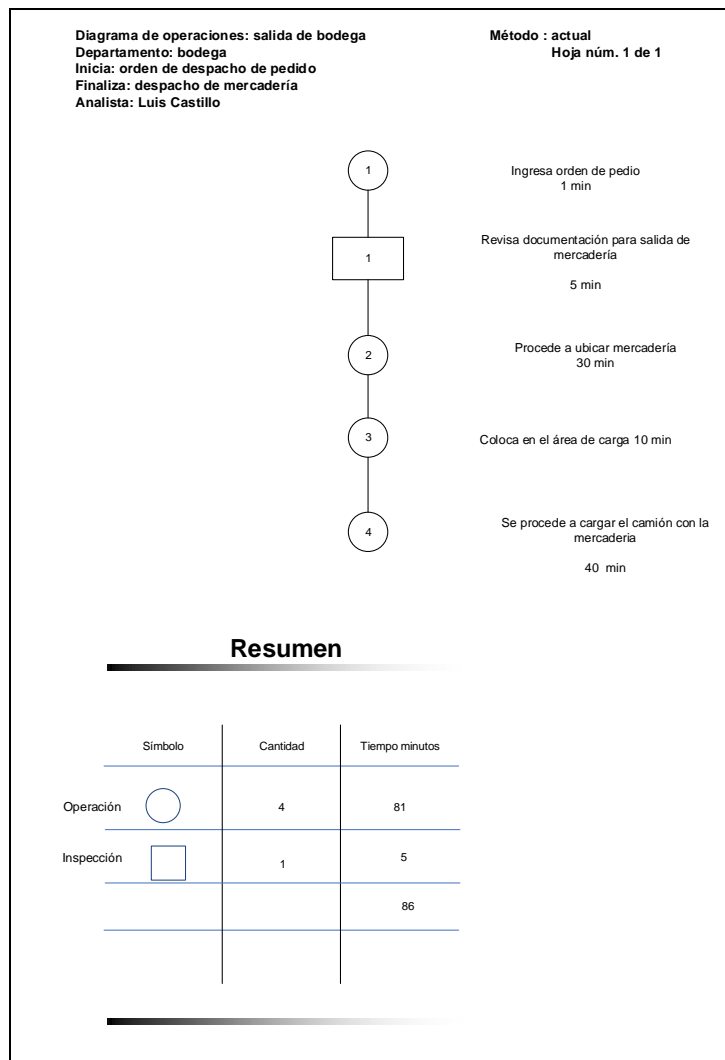 Diagrama de operaciones: salida de bodega
Departamento: bodega
Inicia: orden de despacho de pedido
Finaliza: despacho de mercadería
Analista: Luis Castillo
Método : actual
Hoja núm. 1 de 1
1
Ingresa orden de pedio
1 min
1
Revisa documentación para salida de
mercadería
5 min
2
Procede a ubicar mercadería
30 min
3
Coloca en el área de carga 10 min
4
Se procede a cargar el camión con la
mercaderia
40 min
Resumen
Símbolo Cantidad Tiempo minutos
Operación 4 81
Inspección 1 5
86